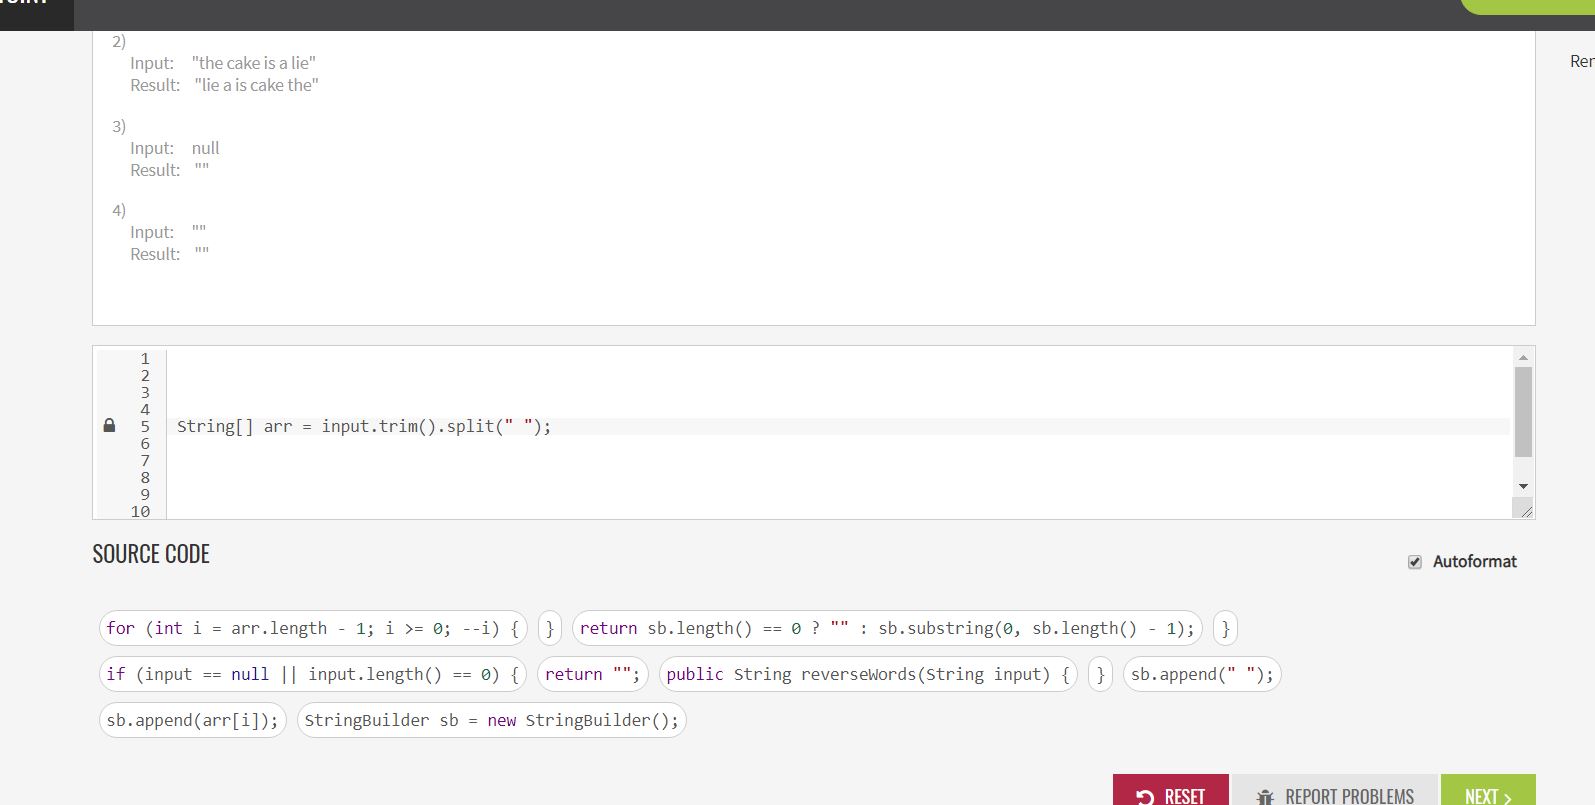 2)
Input: "the cake is a lie"
Result: "lie a is cake the"
Rer
3)
Input: null
Result: ""
4)
Input: ""
Result: ""
1
2
3
4
5 String[] arr = input.trim().split(" ");
6
7
8
9
10
SOURCE CODE
Autoformat
for (int i = arr.length - 1; i >= 0; --i) { } return sb.length() == 0 ? "" : sb.substring(0, sb.length() - 1); }
if (input == null || input.length() == 0) { return ""; public String reverseWords(String input) { } sb.append(" ");
sb.append(arr[i]); StringBuilder sb = new StringBuilder();
RESET REPORT PROBLEMS NEXT >